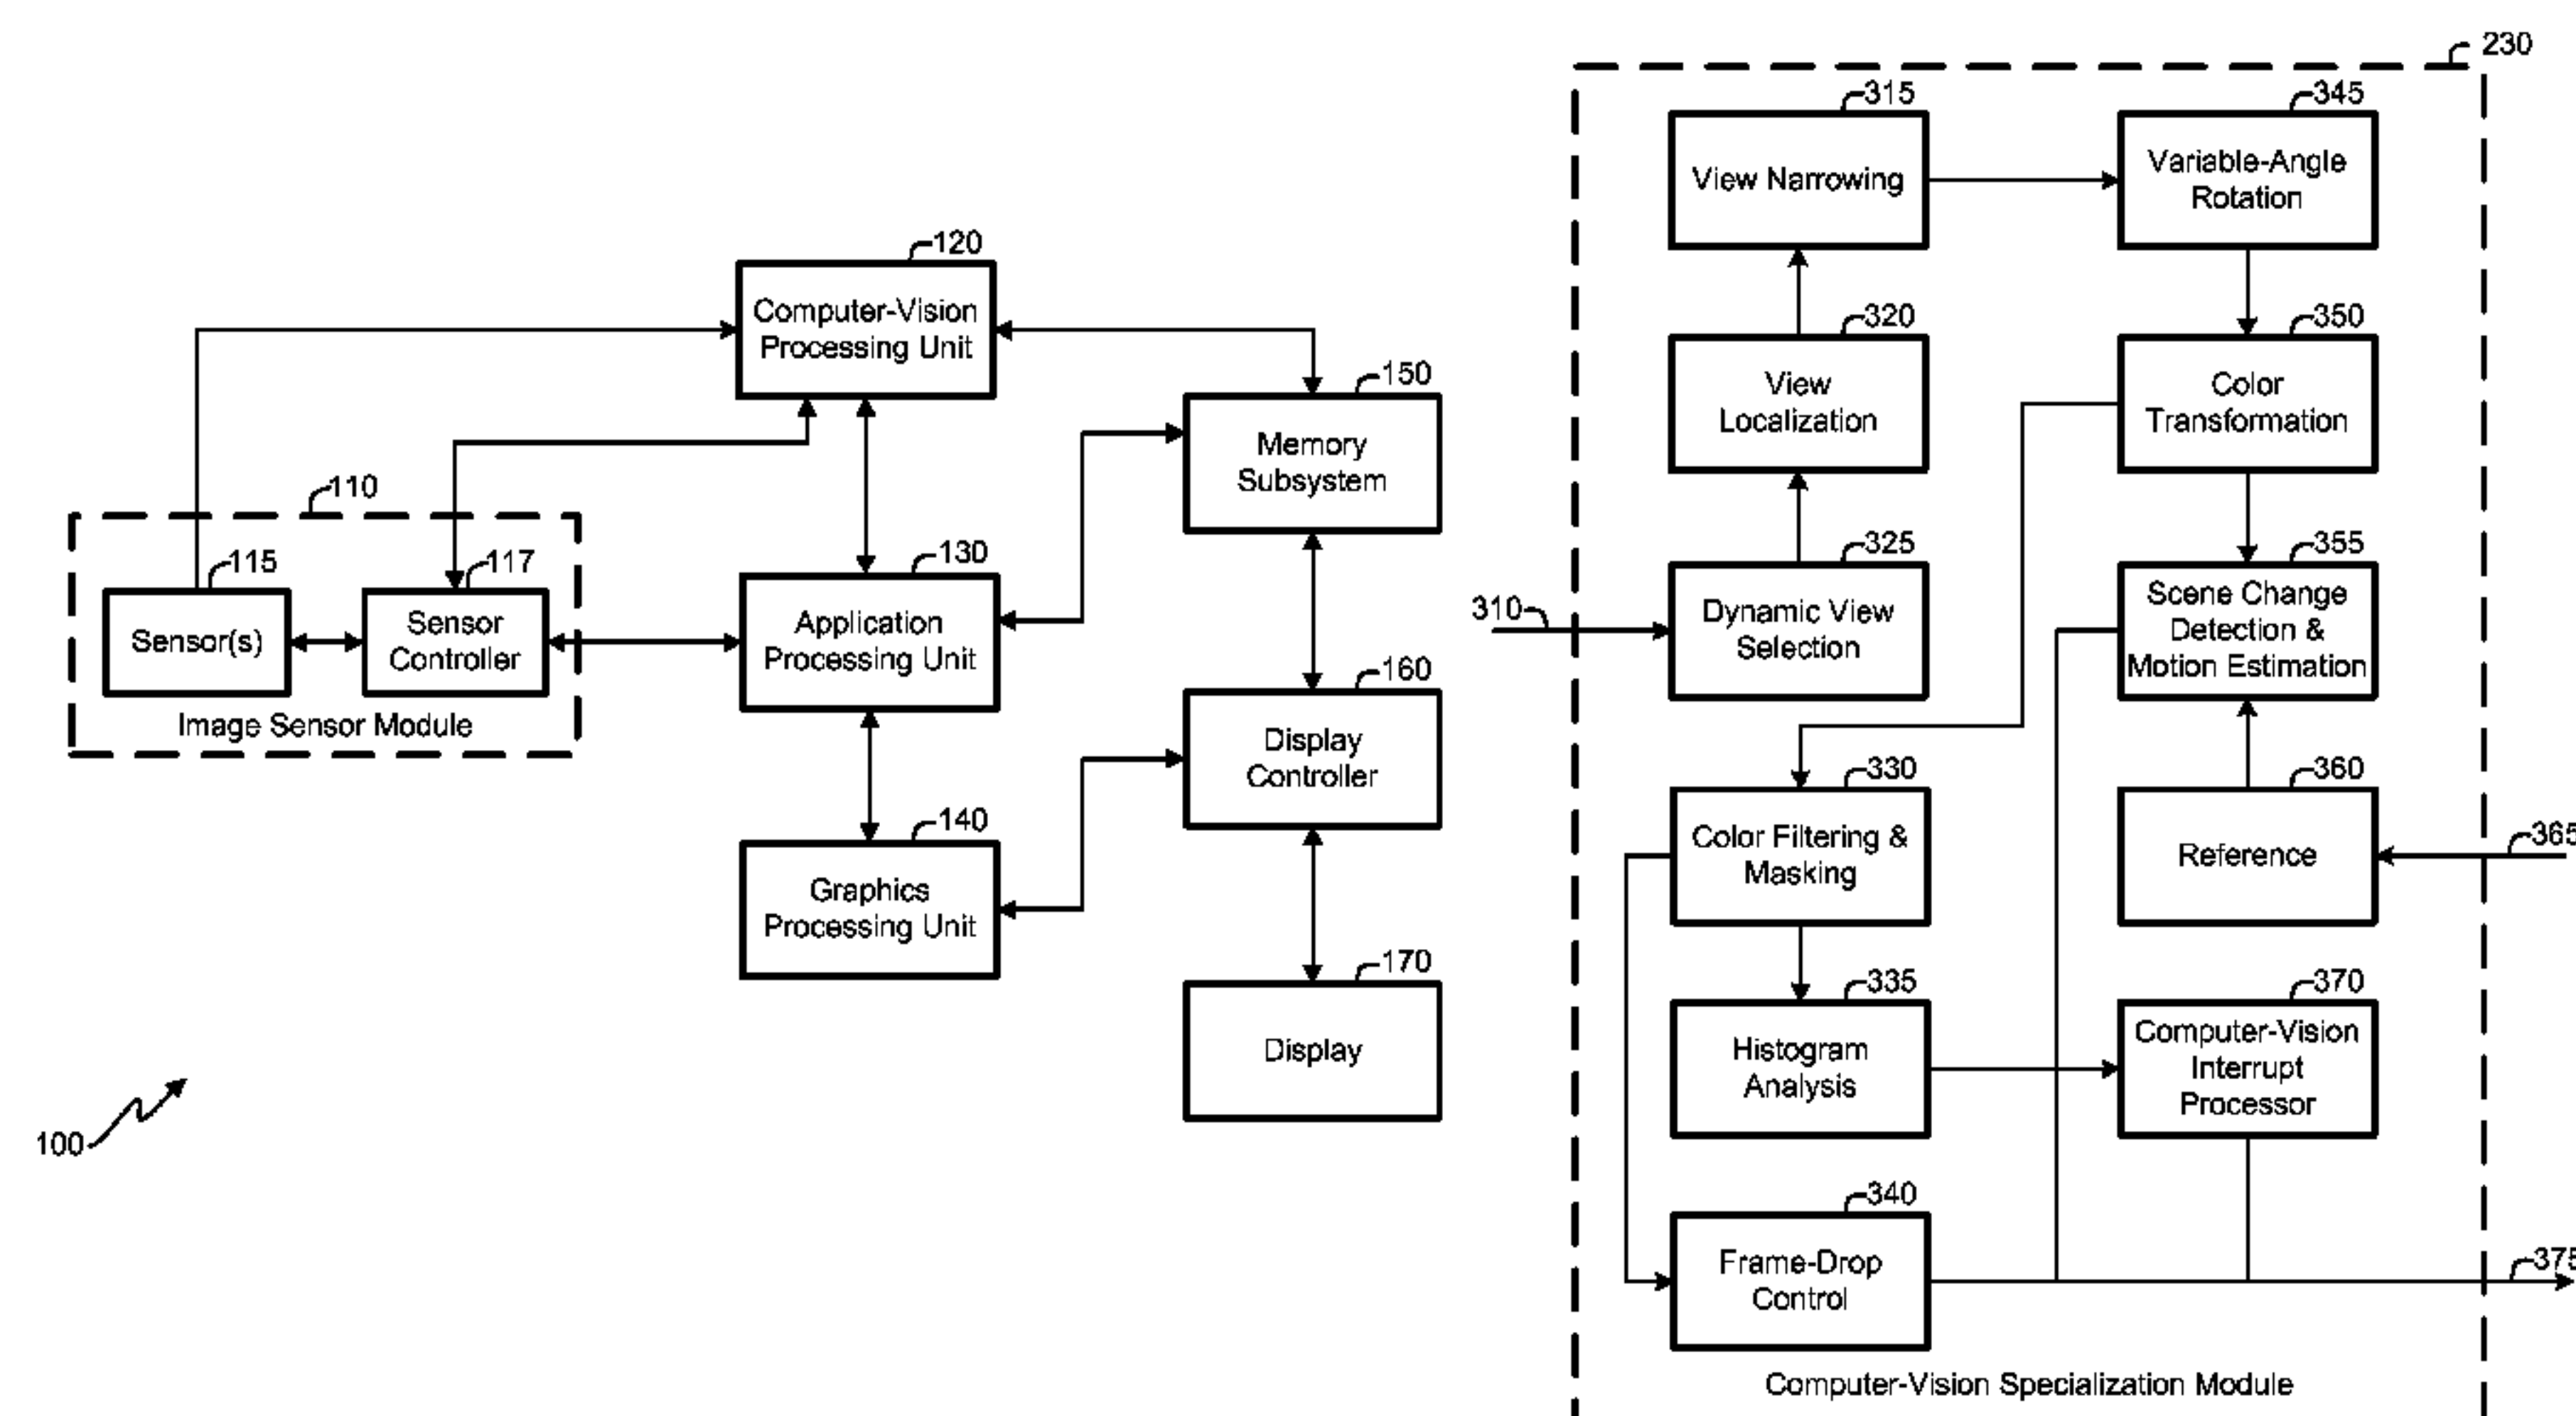 120
Computer-Vision
Processing Unit
150
Memory
Subsystem
110
115
Sensor(s)
117
Sensor
Controller
Image Sensor Module
130
Application
Processing Unit
160
Display
Controller
140
Graphics
Processing Unit
170
Display
100
230
315
View Narrowing
345
Variable-Angle
Rotation
320
View
Localization
350
Color
Transformation
310
325
Dynamic View
Selection
355
Scene Change
Detection &
Motion Estimation
330
Color Filtering &
Masking
360
Reference
365
335
Histogram
Analysis
370
Computer-Vision
Interrupt
Processor
340
Frame-Drop
Control
375
Computer-Vision Specialization Module